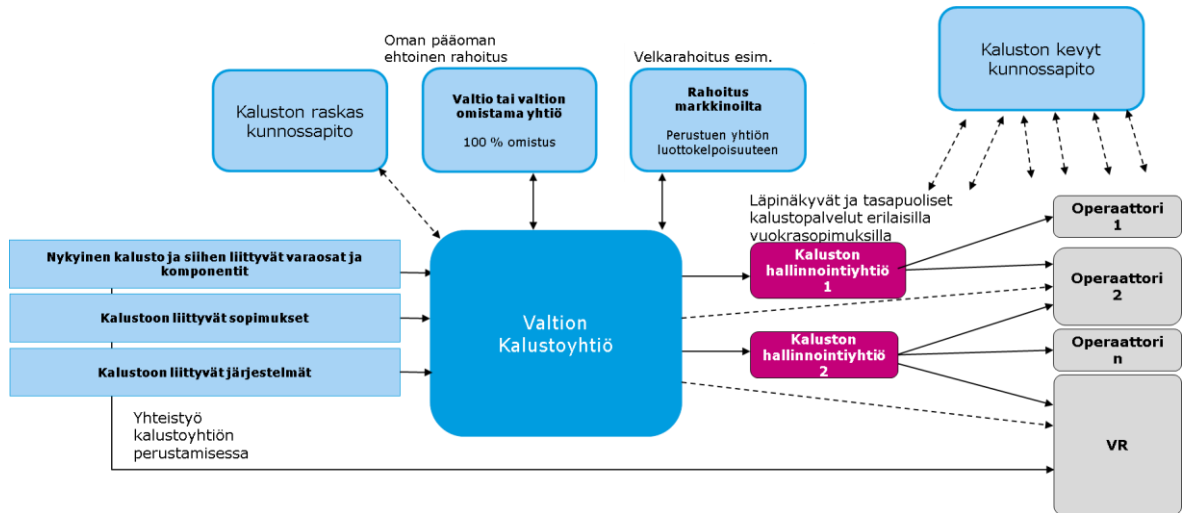 Oman pääoman
ehtoinen rahoitus
Velkarahoitus esim.
Kaluston kevyt
kunnossapito
Kaluston raskas
kunnossapito
Valtio tai valtion
omistama yhtiö
100 % omistus
Rahoitus
markkinoilta
Perustuen yhtiön
luottokelpoisuuteen
Läpinäkyvät ja tasapuoliset
kalustopalvelut erilaisilla
vuokrasopimuksilla
Nykyinen kalusto ja siihen liittyvät varaosat ja
komponentit
Kalustoon liittyvät sopimukset
Kalustoon liittyvät järjestelmät
Yhteistyö
kalustoyhtiön
perustamisessa
Valtion
Kalustoyhtiö
Kaluston
hallinnointiyhtiö
1
Kaluston
hallinnointiyhtiö
2
Operaattori
1
Operaattori
2
Operaattori
n
VR